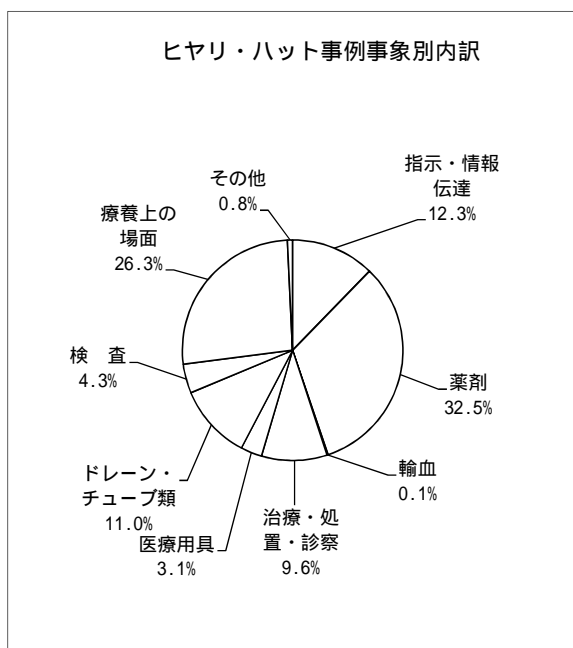 ヒヤリ・ハット事例事象別内訳
指示・情報
伝達
12.3%
薬剤
32.5%
輸血
0.1%
治療・処
置・診察
9.6%
医療用具
3.1%
ドレーン・
チューブ類
11.0%
検　査
4.3%
療養上の
場面
26.3%
その他
0.8%